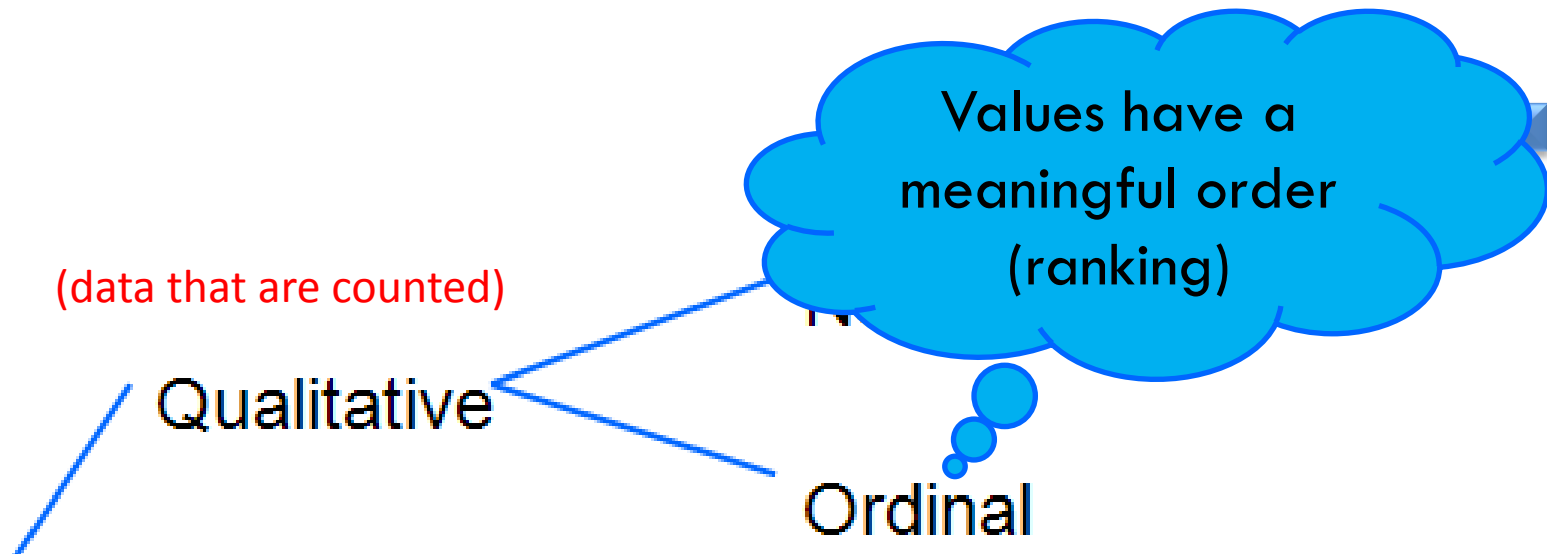 Values have a
meaningful order
(ranking)
(data that are counted)
Qualitative
Ordinal